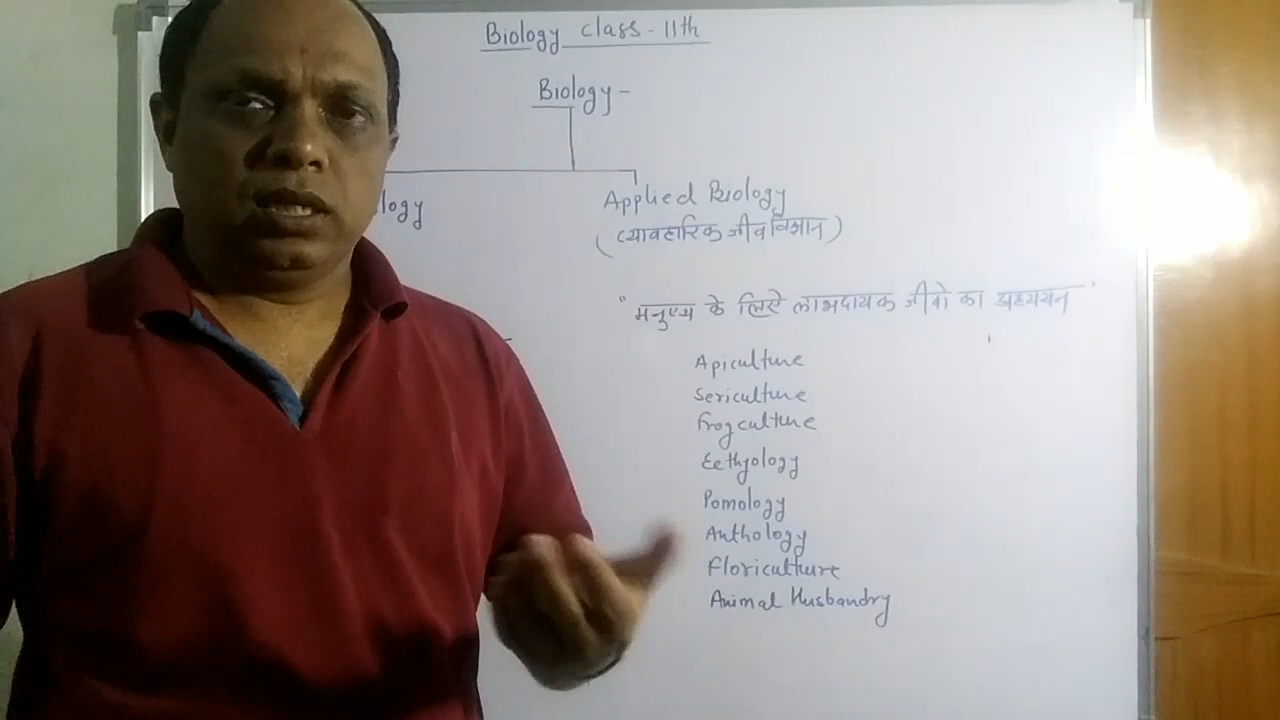 Biology class-11th
Biology -
logy
Applied Biology
(व्यावहारिक जीवविज्ञान)
"मनुष्य के लिऐ लाभदायक जीवो का अध्ययन"
Apiculture
Sericulture
Frogculture
Ecthyology
Pomology
Anthology
Floriculture
Animal Husbandry